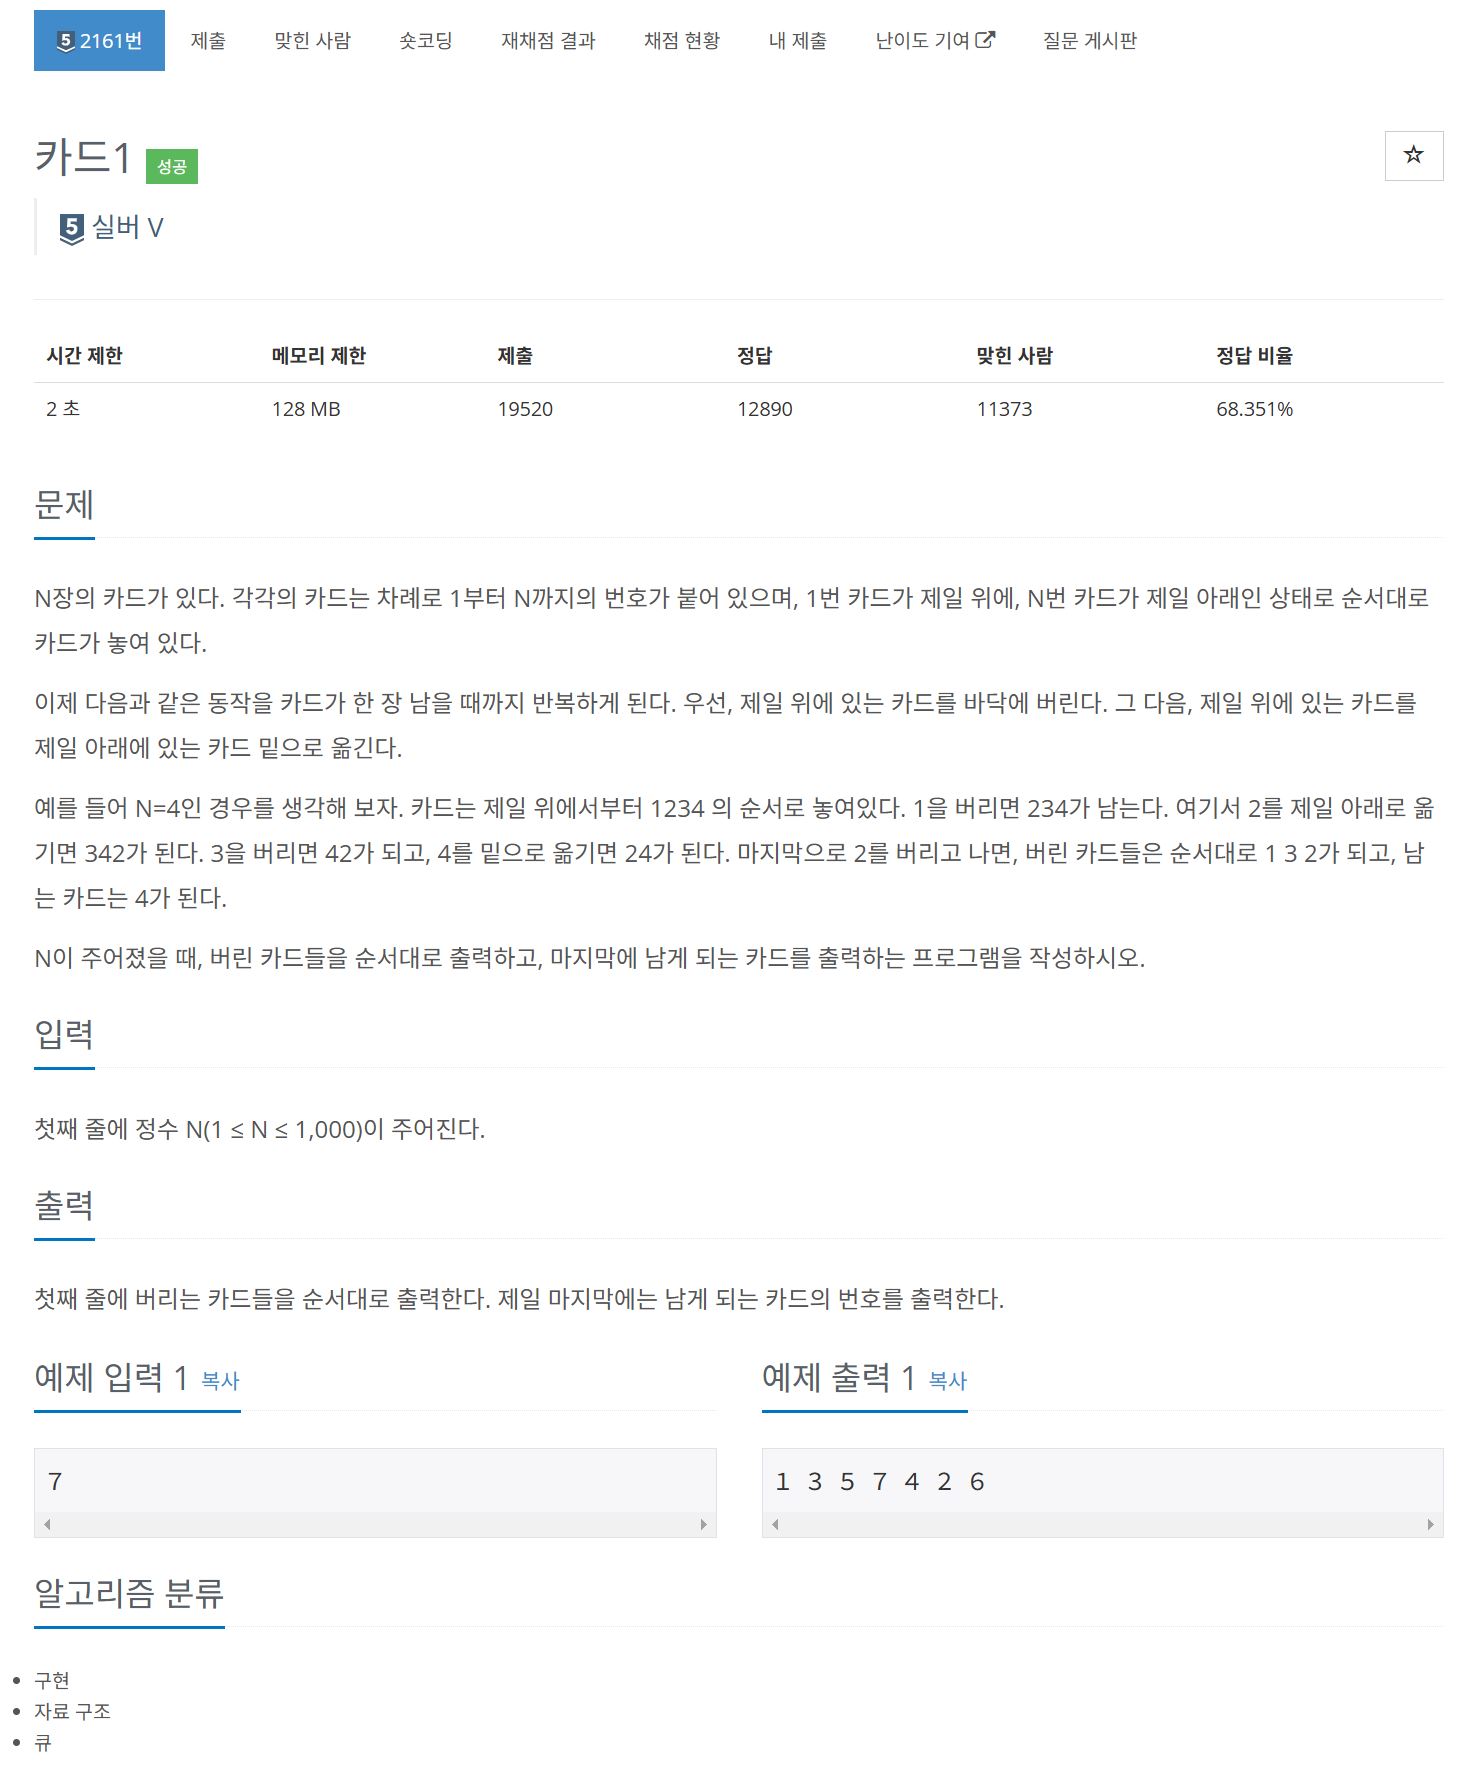 5 2161번 제출 맞힌 사람 숏코딩 재채점 결과 채점 현황 내 제출 난이도 기여 질문 게시판
카드1 성공
5 실버 V
시간 제한 메모리 제한 제출 정답 맞힌 사람 정답 비율
2 초 128 MB 19520 12890 11373 68.351%
문제
N장의 카드가 있다. 각각의 카드는 차례로 1부터 N까지의 번호가 붙어 있으며, 1번 카드가 제일 위에, N번 카드가 제일 아래인 상태로 순서대로
카드가 놓여 있다.
이제 다음과 같은 동작을 카드가 한 장 남을 때까지 반복하게 된다. 우선, 제일 위에 있는 카드를 바닥에 버린다. 그 다음, 제일 위에 있는 카드를
제일 아래에 있는 카드 밑으로 옮긴다.
예를 들어 N=4인 경우를 생각해 보자. 카드는 제일 위에서부터 1234 의 순서로 놓여있다. 1을 버리면 234가 남는다. 여기서 2를 제일 아래로 옮
기면 342가 된다. 3을 버리면 42가 되고, 4를 밑으로 옮기면 24가 된다. 마지막으로 2를 버리고 나면, 버린 카드들은 순서대로 1 3 2가 되고, 남
는 카드는 4가 된다.
N이 주어졌을 때, 버린 카드들을 순서대로 출력하고, 마지막에 남게 되는 카드를 출력하는 프로그램을 작성하시오.
입력
첫째 줄에 정수 N(1 ≤ N ≤ 1,000)이 주어진다.
출력
첫째 줄에 버리는 카드들을 순서대로 출력한다. 제일 마지막에는 남게 되는 카드의 번호를 출력한다.
예제 입력 1 복사
7
예제 출력 1 복사
1 3 5 7 4 2 6
알고리즘 분류
구현
자료 구조
큐